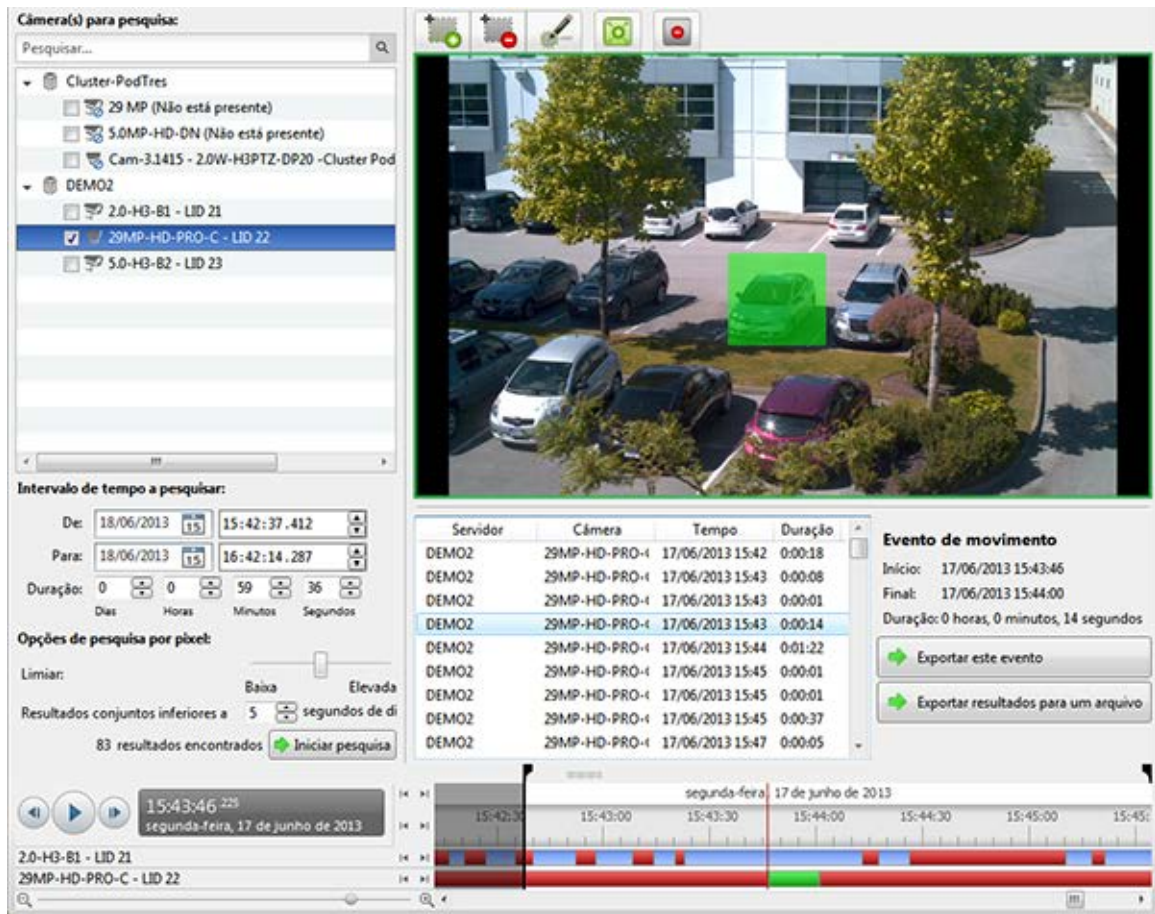 Câmera(s) para pesquisa:
Pesquisar...
Cluster-PodTres
29 MP (Não está presente)
5.0MP-HD-DN (Não está presente)
Cam-3.1415 - 2.0W-H3PTZ-DP20 -Cluster Pod
DEMO2
2.0-H3-B1 - LID 21
29MP-HD-PRO-C - LID 22
5.0-H3-B2 - LID 23
Intervalo de tempo a pesquisar:
De: 18/06/2013 15 15:42:37.412
Para: 18/06/2013 15 16:42:14.287
Duração: 0 0 59 36
Dias Horas Minutos Segundos
Opções de pesquisa por pixel:
Limiar:
Baixa Elevada
Resultados conjuntos inferiores a 5 segundos de di
83 resultados encontrados Iniciar pesquisa
Servidor Câmera Tempo Duração
DEMO2 29MP-HD-PRO- 17/06/2013 15:42 0:00:18
DEMO2 29MP-HD-PRO- 17/06/2013 15:43 0:00:08
DEMO2 29MP-HD-PRO- 17/06/2013 15:43 0:00:01
DEMO2 29MP-HD-PRO- 17/06/2013 15:43 0:00:14
DEMO2 29MP-HD-PRO- 17/06/2013 15:44 0:01:22
DEMO2 29MP-HD-PRO- 17/06/2013 15:45 0:00:01
DEMO2 29MP-HD-PRO- 17/06/2013 15:45 0:00:01
DEMO2 29MP-HD-PRO- 17/06/2013 15:45 0:00:37
DEMO2 29MP-HD-PRO- 17/06/2013 15:47 0:00:05
Evento de movimento
Início: 17/06/2013 15:43:46
Final: 17/06/2013 15:44:00
Duração: 0 horas, 0 minutos, 14 segundos
Exportar este evento
Exportar resultados para um arquivo
15:43:46.225
segunda-feira, 17 de junho de 2013
segunda-feira, 17 de junho de 2013
15:42:30 15:43:00 15:43:30 15:44:00 15:44:30 15:45:00 15:45:
2.0-H3-B1 - LID 21
29MP-HD-PRO-C - LID 22